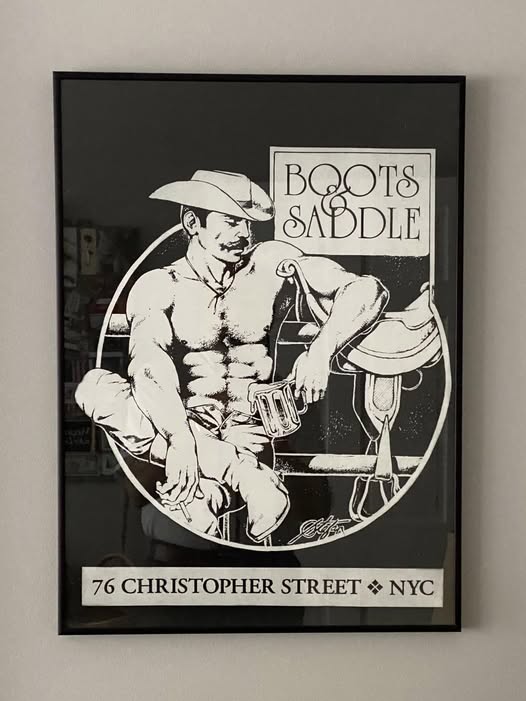 BOOTS
&
SADDLE
76 CHRISTOPHER STREET ❖ NYC